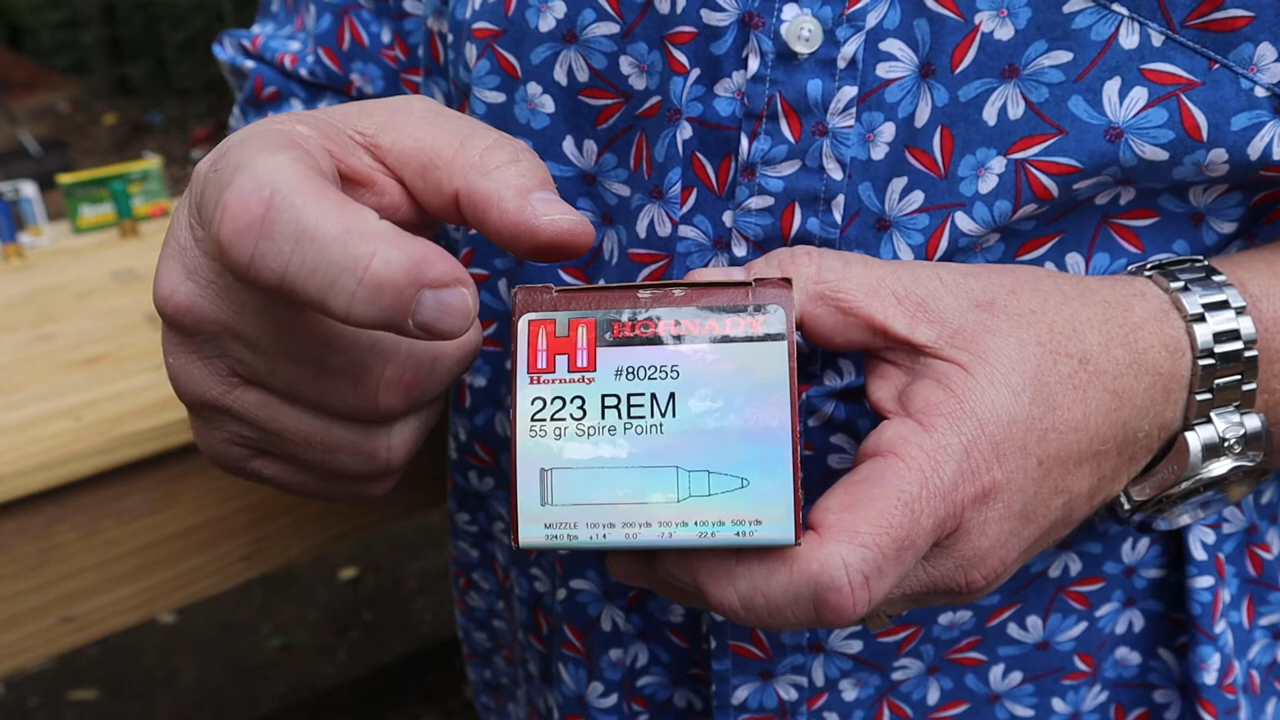 HORNADY
Hornady
#80255
223 REM
55 gr Spire Point
MUZZLE 100 yds 200 yds 300 yds 400 yds 500 yds
3240 fps +1.4" 0.0" -7.3" -22.6" -49.0"